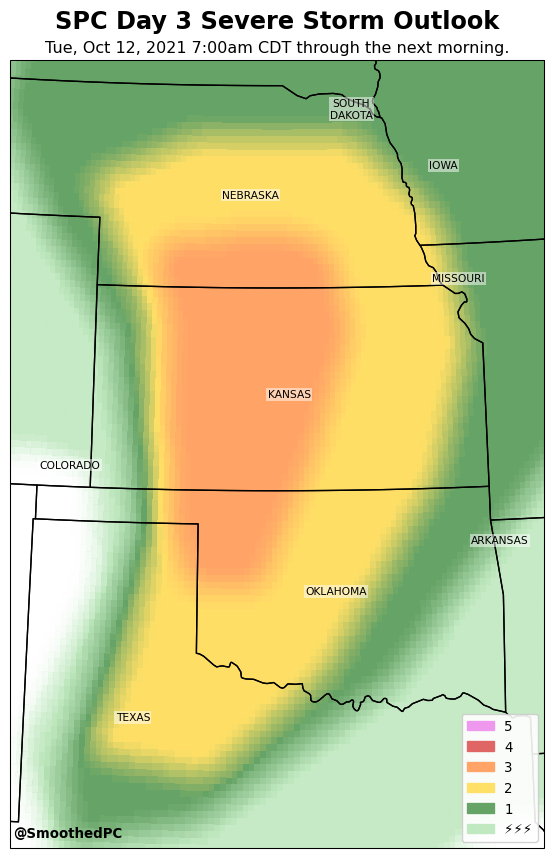 SPC Day 3 Severe Storm Outlook
Tue, Oct 12, 2021 7:00am CDT through the next morning.
SOUTH
DAKOTA
IOWA
NEBRASKA
MISSOURI
KANSAS
COLORADO
ARKANSAS
OKLAHOMA
TEXAS
5
4
3
2
1
⚡⚡⚡
@SmoothedPC